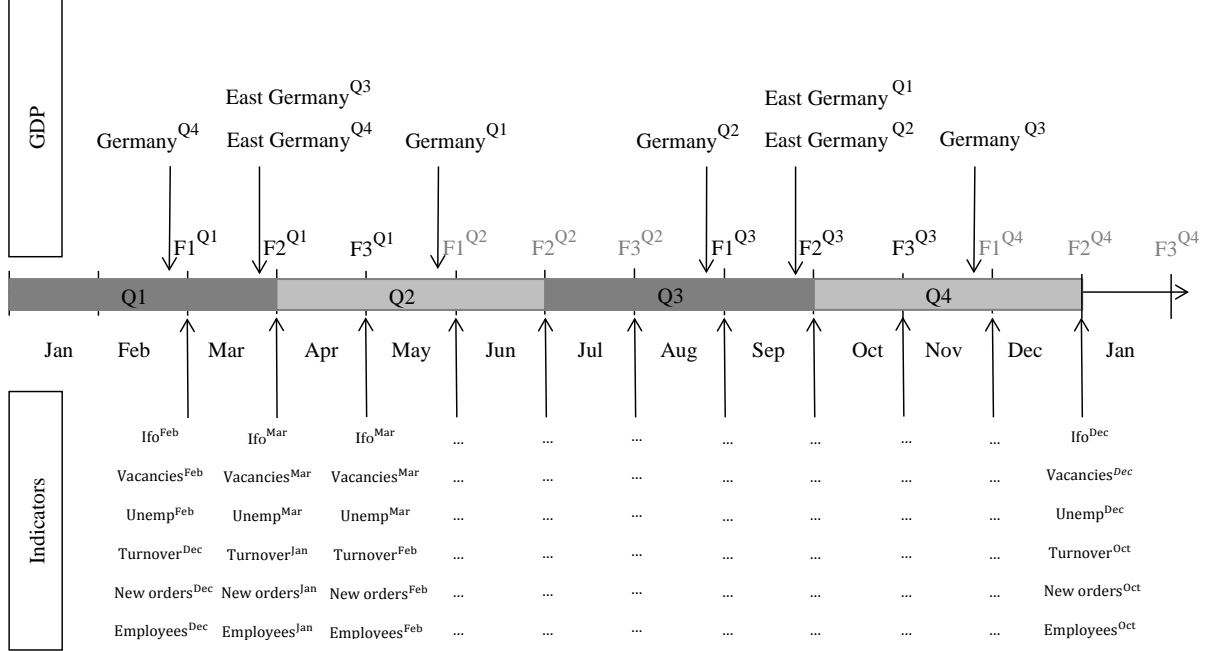 GDP
East Germany^Q3 East Germany^Q1
Germany^Q4 East Germany^Q4 Germany^Q1 Germany^Q2 East Germany^Q2 Germany^Q3
F1^Q1 F2^Q1 F3^Q1 F1^Q2 F2^Q2 F3^Q2 F1^Q3 F2^Q3 F3^Q3 F1^Q4 F2^Q4 F3^Q4
Q1 Q2 Q3 Q4
Jan Feb Mar Apr May Jun Jul Aug Sep Oct Nov Dec Jan
Indicators
Ifo^Feb Ifo^Mar Ifo^Mar ... ... ... ... ... ... ... Ifo^Dec
Vacancies^Feb Vacancies^Mar Vacancies^Mar ... ... ... ... ... ... ... Vacancies^Dec
Unemp^Feb Unemp^Mar Unemp^Mar ... ... ... ... ... ... ... Unemp^Dec
Turnover^Dec Turnover^Jan Turnover^Feb ... ... ... ... ... ... ... Turnover^Oct
New orders^Dec New orders^Jan New orders^Feb ... ... ... ... ... ... ... New orders^Oct
Employees^Dec Employees^Jan Employees^Feb ... ... ... ... ... ... ... Employees^Oct